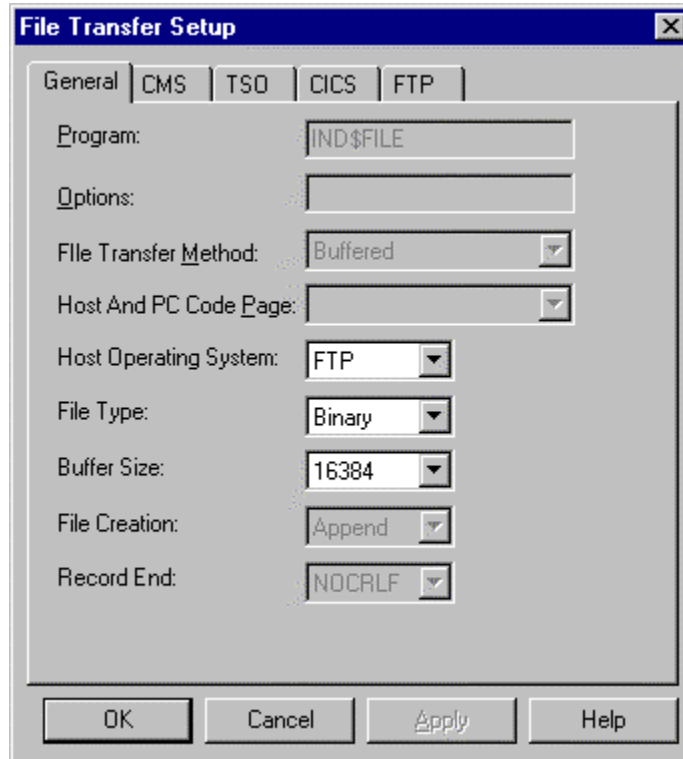 File Transfer Setup
General CMS TSO CICS FTP
Program: IND$FILE
Options:
FIle Transfer Method: Buffered
Host And PC Code Page:
Host Operating System: FTP
File Type: Binary
Buffer Size: 16384
File Creation: Append
Record End: NOCRLF
OK Cancel Apply Help